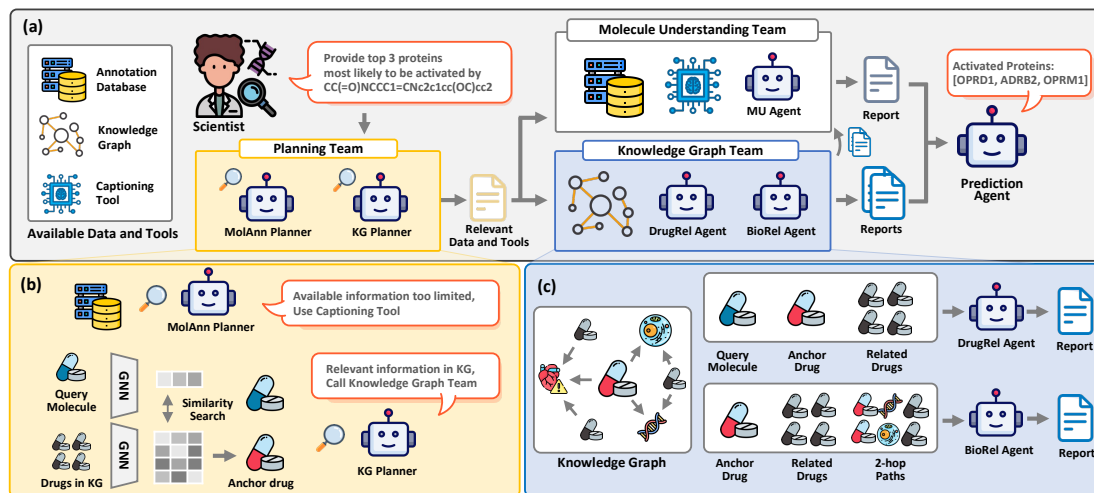 (a)
Annotation
Database
Knowledge
Graph
Captioning
Tool
Available Data and Tools
Scientist
Provide top 3 proteins
most likely to be activated by
CC(=O)NCCC1=CNc2c1cc(OC)cc2
Planning Team
MolAnn Planner
KG Planner
Relevant
Data and Tools
Molecule Understanding Team
MU Agent
Report
Knowledge Graph Team
DrugRel Agent
BioRel Agent
Reports
Activated Proteins:
[OPRD1, ADRB2, OPRM1]
Prediction
Agent
(b)
MolAnn Planner
Available information too limited,
Use Captioning Tool
Query
Molecule
GNN
Similarity
Search
Drugs in KG
GNN
Anchor drug
Relevant information in KG,
Call Knowledge Graph Team
KG Planner
(c)
Knowledge Graph
Query
Molecule
Anchor
Drug
Related
Drugs
DrugRel Agent
Report
Anchor
Drug
Related
Drugs
2-hop
Paths
BioRel Agent
Report